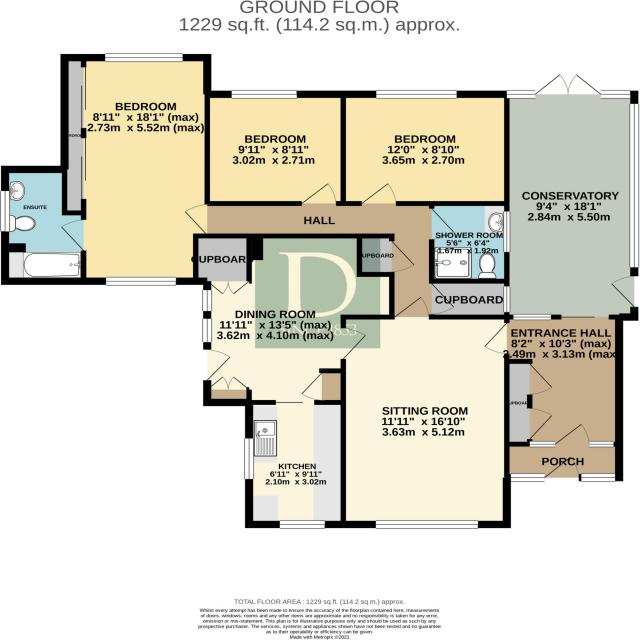 GROUND FLOOR
1229 sq.ft. (114.2 sq.m.) approx.
BEDROOM
8'11" x 18'1" (max)
2.73m x 5.52m (max)
BEDROOM
9'11" x 8'11"
3.02m x 2.71m
BEDROOM
12'0" x 8'10"
3.65m x 2.70m
ENSUITE
CONSERVATORY
9'4" x 18'1"
2.84m x 5.50m
HALL
SHOWER ROOM
5'6" x 6'4"
1.67m x 1.92m
CUPBOAR
UPBOARD
D
CUPBOARD
DINING ROOM
11'11" x 13'5" (max)
3.62m x 4.10m (max)
ENTRANCE HALL
8'2" x 10'3" (max)
2.49m x 3.13m (max
UPBOAR
SITTING ROOM
11'11" x 16'10"
3.63m x 5.12m
KITCHEN
6'11" x 9'11"
2.10m x 3.02m
PORCH
TOTAL FLOOR AREA : 1229 sq.ft. (114.2 sq.m.) approx.
Whilst every attempt has been made to ensure the accuracy of the floorplan contained here, measurements
of doors, windows, rooms and any other items are approximate and no responsibility is taken for any error,
omission or mis-statement. This plan is for illustrative purposes only and should be used as such by any
prospective purchaser. The services, systems and appliances shown have not been tested and no guarantee
as to their operability or efficiency can be given.
Made with Metropix ©2021